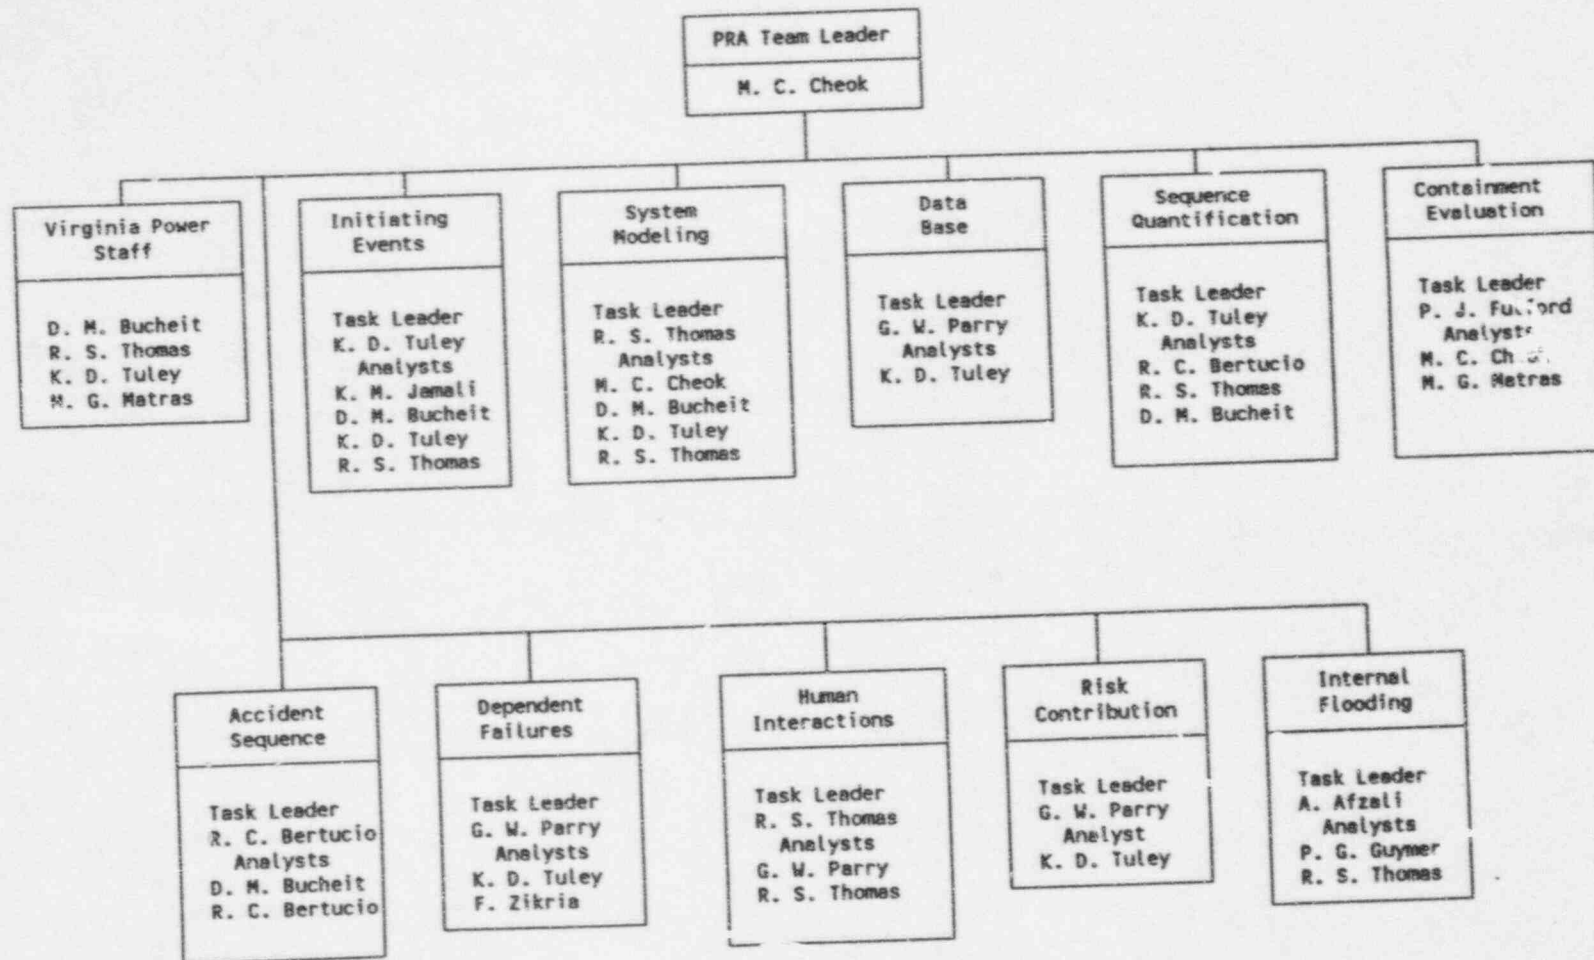 PRA Team Leader
M. C. Cheok
Virginia Power
Staff
D. M. Bucheit
R. S. Thomas
K. D. Tuley
M. G. Matras
Initiating
Events
Task Leader
K. D. Tuley
Analysts
K. M. Jamali
D. M. Bucheit
K. D. Tuley
R. S. Thomas
System
Modeling
Task Leader
R. S. Thomas
Analysts
M. C. Cheok
D. M. Bucheit
K. D. Tuley
R. S. Thomas
Data
Base
Task Leader
G. W. Parry
Analysts
K. D. Tuley
Sequence
Quantification
Task Leader
K. D. Tuley
Analysts
R. C. Bertucio
R. S. Thomas
D. M. Bucheit
Containment
Evaluation
Task Leader
P. J.
Analysts
M. C.
M. G. Matras
Accident
Sequence
Task Leader
R. C. Bertucio
Analysts
D. M. Bucheit
R. C. Bertucio
Dependent
Failures
Task Leader
G. W. Parry
Analysts
K. D. Tuley
F. Zikria
Human
Interactions
Task Leader
R. S. Thomas
Analysts
G. W. Parry
R. S. Thomas
Risk
Contribution
Task Leader
G. W. Parry
Analyst
K. D. Tuley
Internal
Flooding
Task Leader
A. Afzali
Analysts
P. G. Guymer
R. S. Thomas